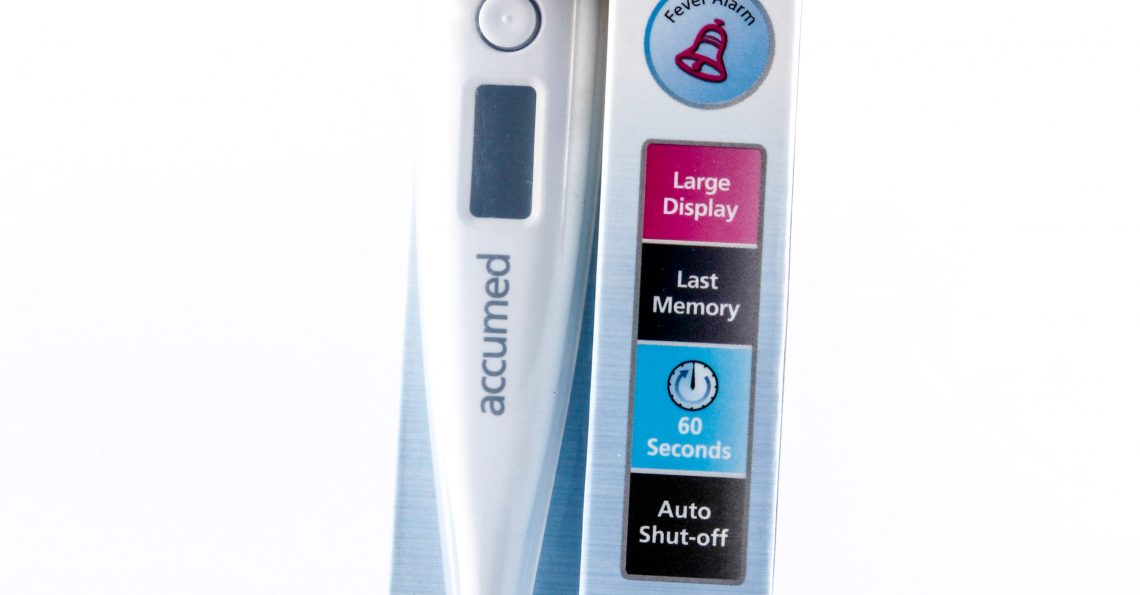 accumed
Fever Alarm
Large
Display
Last
Memory
60
Seconds
Auto
Shut-off